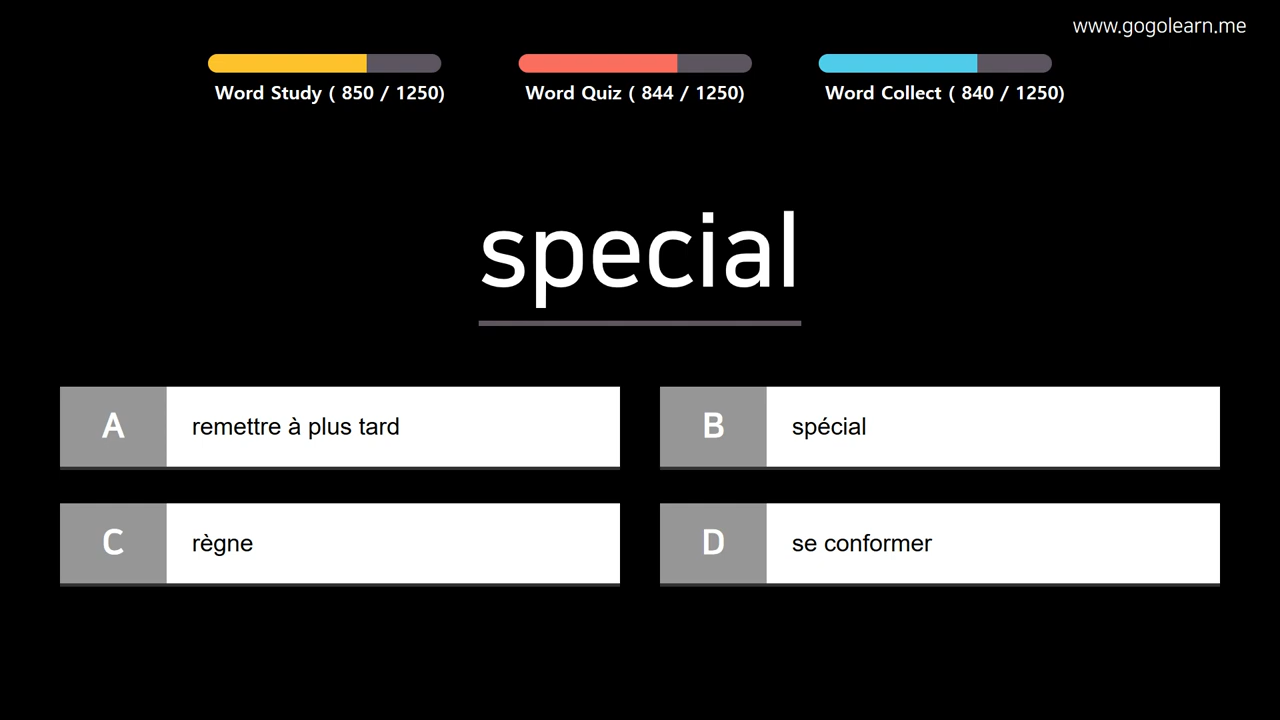 www.gogolearn.me
Word Study ( 850 / 1250)
Word Quiz ( 844 / 1250)
Word Collect ( 840 / 1250)
special
A remettre à plus tard
B spécial
C règne
D se conformer